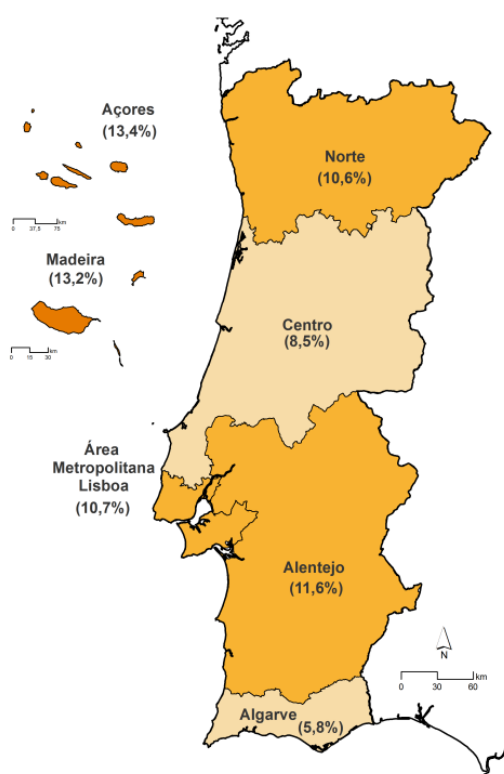 Açores
(13,4%)
0 37,5 75 km
Madeira
(13,2%)
0 15 30 km
Norte
(10,6%)
Centro
(8,5%)
Área
Metropolitana
Lisboa
(10,7%)
Alentejo
(11,6%)
N
0 30 60 km
Algarve (5,8%)